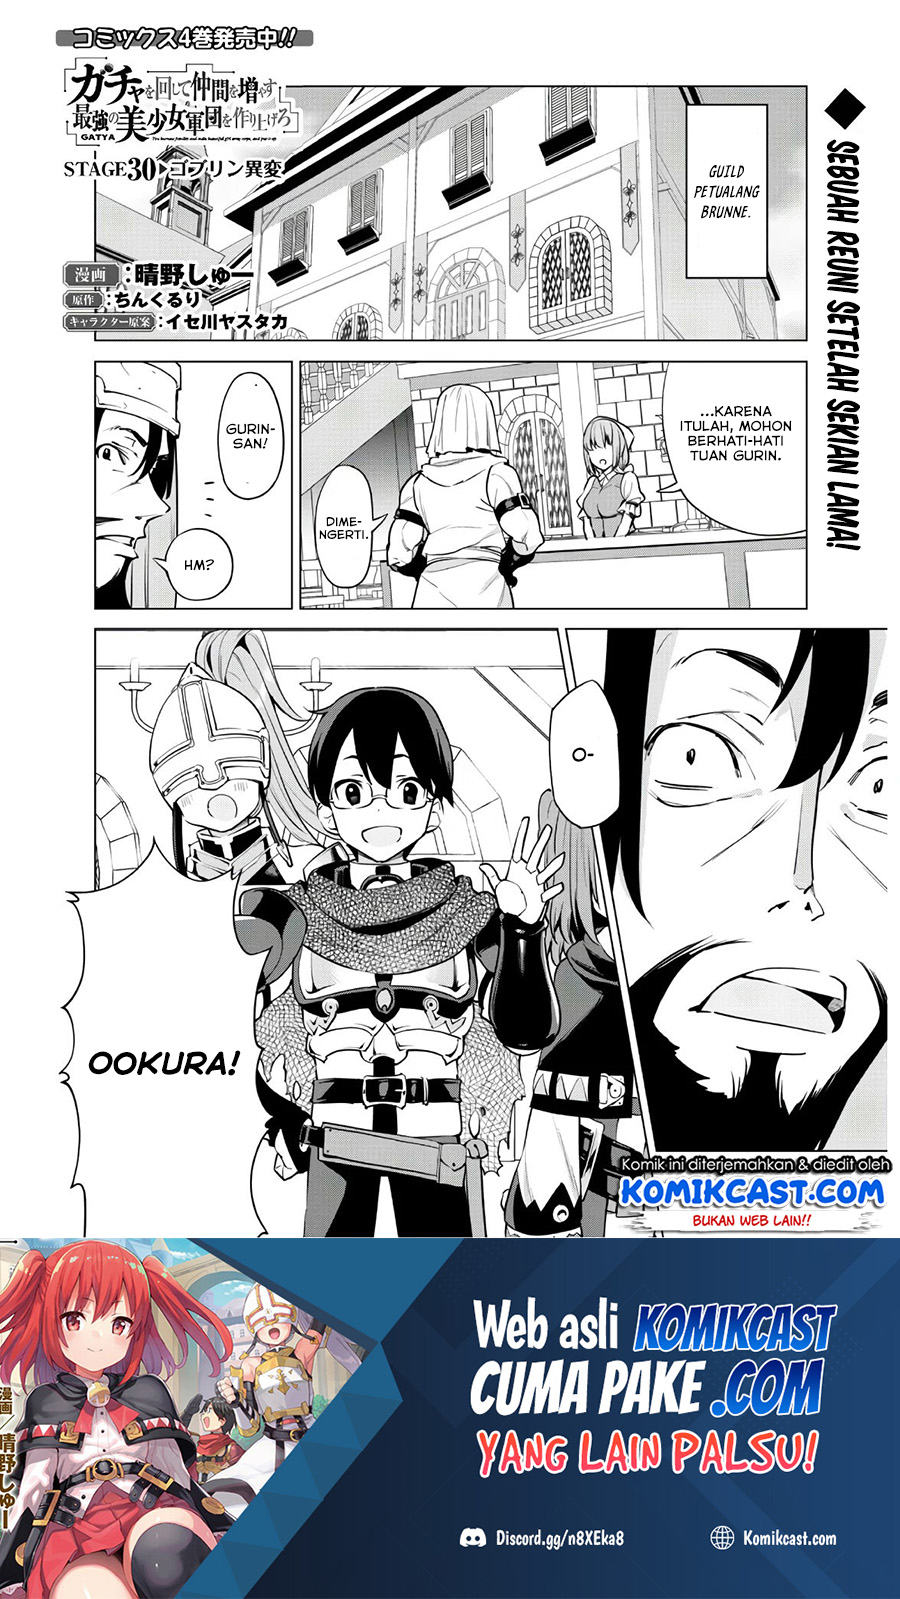 コミックス4巻発売中!!
ガチャを回して仲間を増やす
最強の美少女軍団を作り上げろ
GATYA
STAGE30▶ゴブリン異変
漫画:晴野しゅー
原作:ちんくるり
キャラクター原案:イセ川ヤスタカ
GUILD
PETUALANG
BRUNNE.
◆ SEBUAH REUNI SETELAH SEKIAN LAMA!
...KARENA
ITULAH, MOHON
BERHATI-HATI
TUAN GURIN.
DIME-
NGERTI.
GURIN-
SAN!
HM?
O-
OOKURA!
Komik ini diterjemahkan & diedit oleh
KOMIKCAST.COM
BUKAN WEB LAIN!!
漫画/晴野しゅー
Web asli KOMIKCAST
CUMA PAKE .COM
YANG LAIN PALSU!
Discord.gg/n8XEka8
Komikcast.com